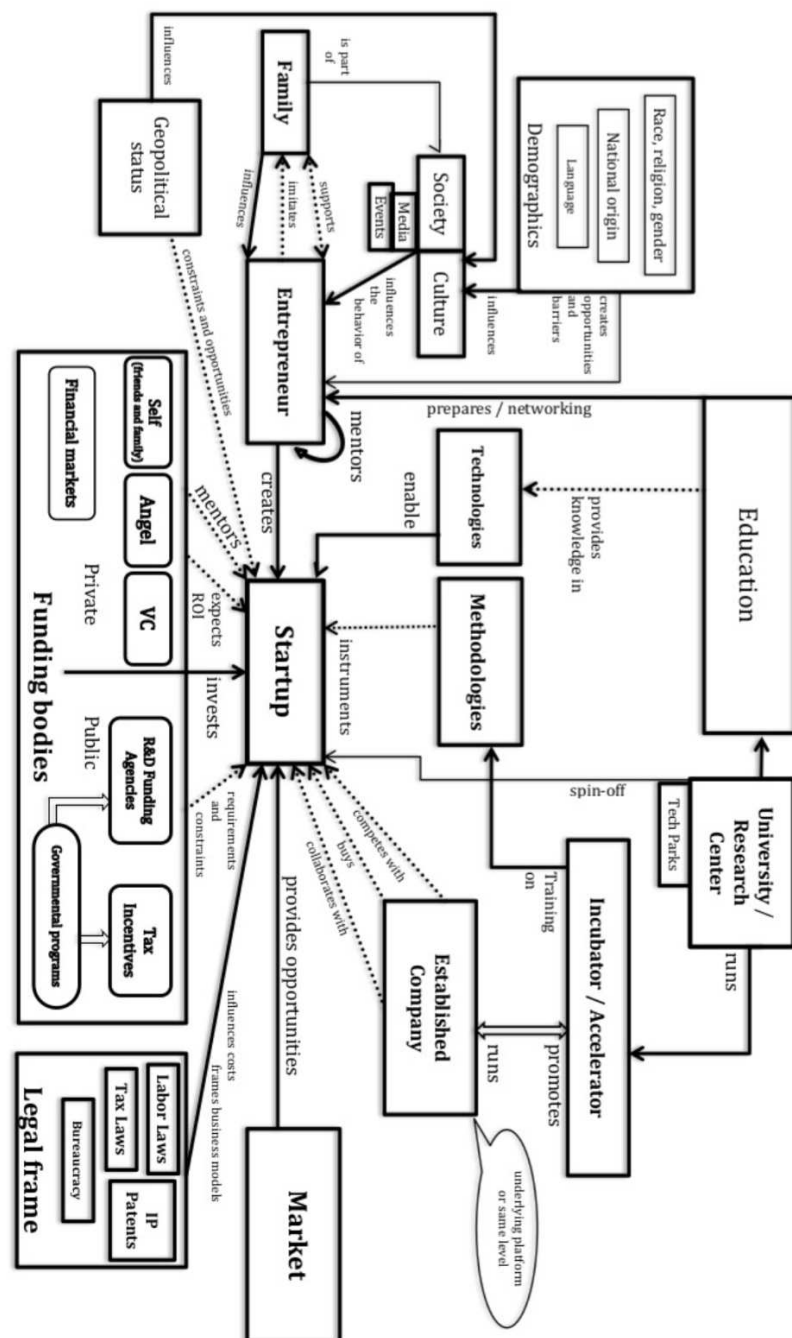 Race, religion, gender
National origin
Language
Demographics
creates
opportunities
and
barriers
influences
Society
Culture
Media
Events
is part
of
Family
influences
imitates
supports
influences
the
behavior of
influences
Geopolitical
status
constraints and opportunities
Entrepreneur
mentors
creates
Education
prepares / networking
provides
knowledge in
Technologies
enable
Methodologies
instruments
Startup
University /
Research
Center
Tech Parks
spin-off
runs
Incubator / Accelerator
Training
on
runs
promotes
Established
Company
competes with
buys
collaborates with
underlying platform
or same level
Market
provides opportunities
Self
(friends and family)
Angel
VC
Financial markets
Private
mentors
expects
ROI
invests
Public
R&D Funding
Agencies
Tax
Incentives
Governmental programs
Funding bodies
requirements
and
constraints
influences costs
frames business models
Labor Laws
Tax Laws
Bureaucracy
IP
Patents
Legal frame